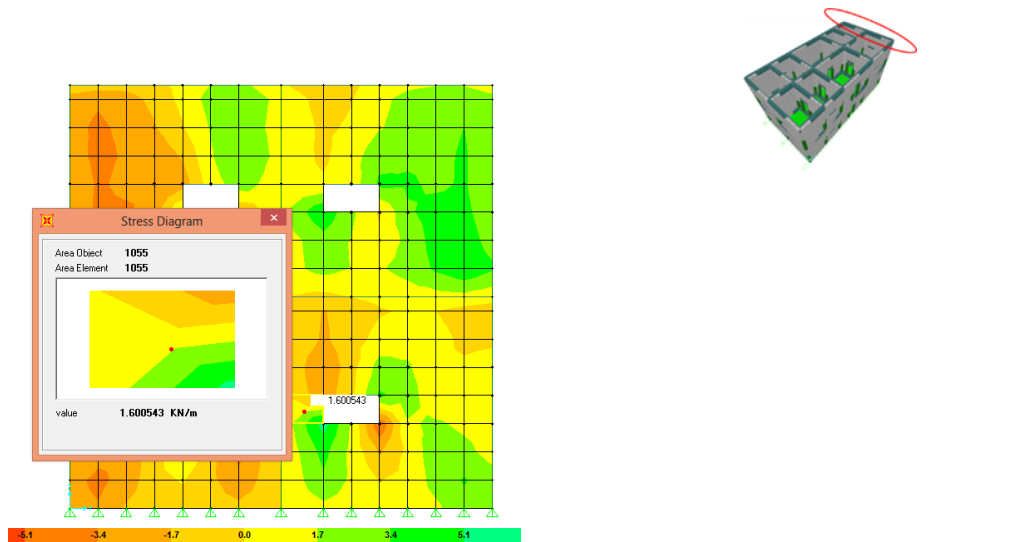 Stress Diagram
Area Object 1055
Area Element 1055
value 1.600543 KN/m
1.600543
-5.1 -3.4 -1.7 0.0 1.7 3.4 5.1